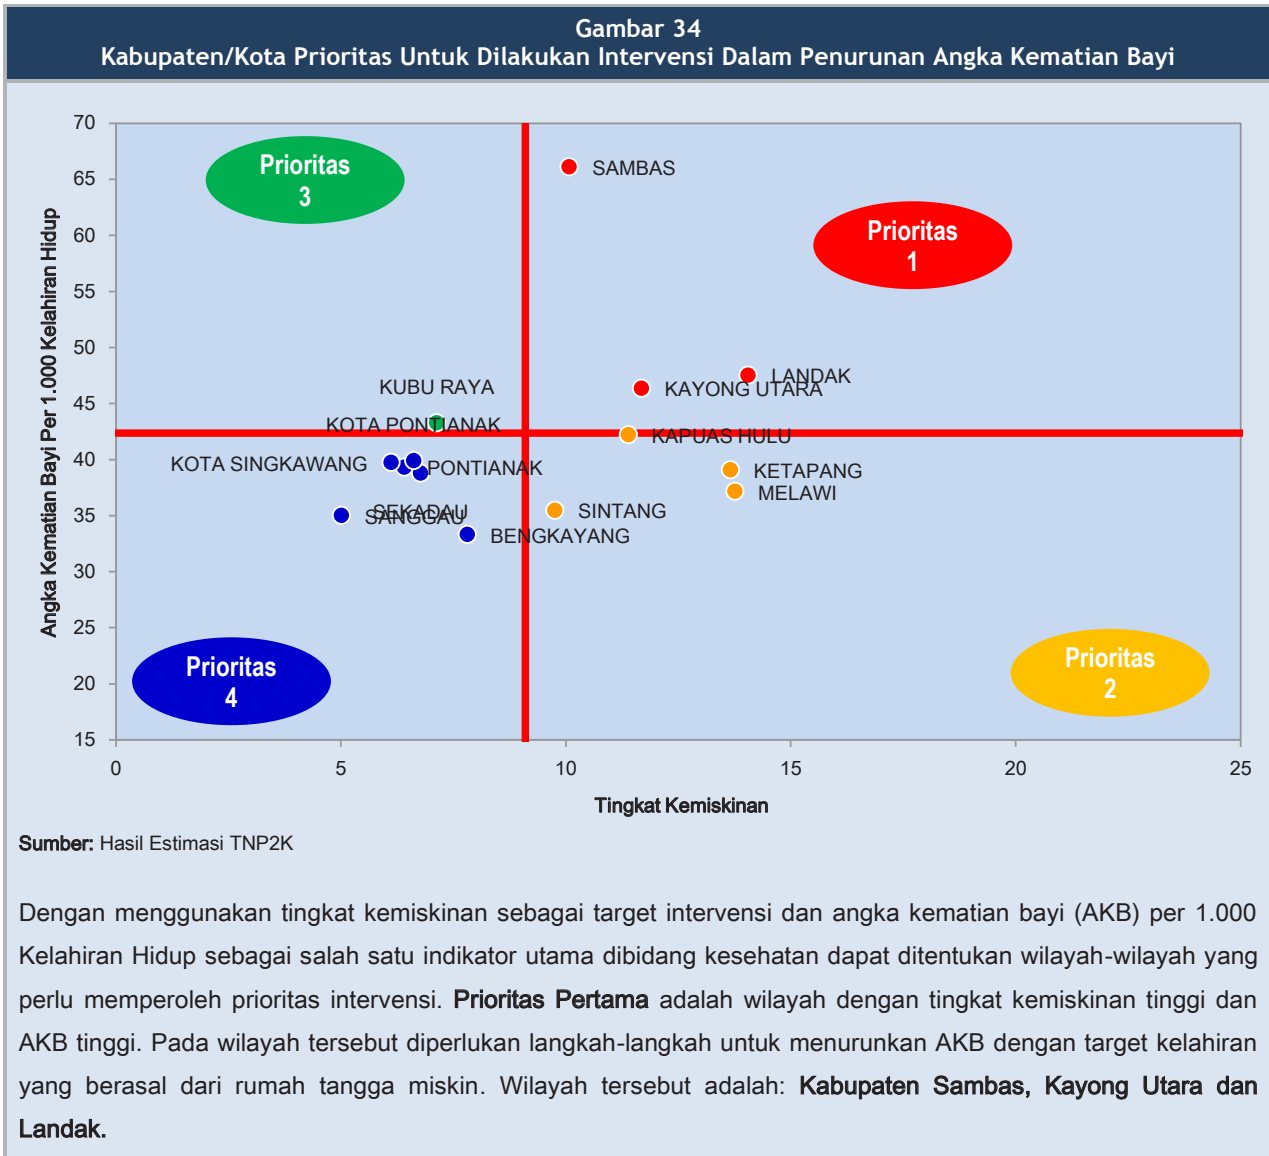 Gambar 34
Kabupaten/Kota Prioritas Untuk Dilakukan Intervensi Dalam Penurunan Angka Kematian Bayi
Angka Kematian Bayi Per 1.000 Kelahiran Hidup
70
65
60
55
50
45
40
35
30
25
20
15
Prioritas
3
SAMBAS
Prioritas
1
LANDAK
KUBU RAYA
KAYONG UTARA
KOTA PONTIANAK
KAPUAS HULU
KOTA SINGKAWANG
PONTIANAK
KETAPANG
MELAWI
SEKADAU
SANGGAU
SINTANG
BENGKAYANG
Prioritas
4
Prioritas
2
0
5
10
15
20
25
Tingkat Kemiskinan
Sumber: Hasil Estimasi TNP2K
Dengan menggunakan tingkat kemiskinan sebagai target intervensi dan angka kematian bayi (AKB) per 1.000
Kelahiran Hidup sebagai salah satu indikator utama dibidang kesehatan dapat ditentukan wilayah-wilayah yang
perlu memperoleh prioritas intervensi. Prioritas Pertama adalah wilayah dengan tingkat kemiskinan tinggi dan
AKB tinggi. Pada wilayah tersebut diperlukan langkah-langkah untuk menurunkan AKB dengan target kelahiran
yang berasal dari rumah tangga miskin. Wilayah tersebut adalah: Kabupaten Sambas, Kayong Utara dan
Landak.